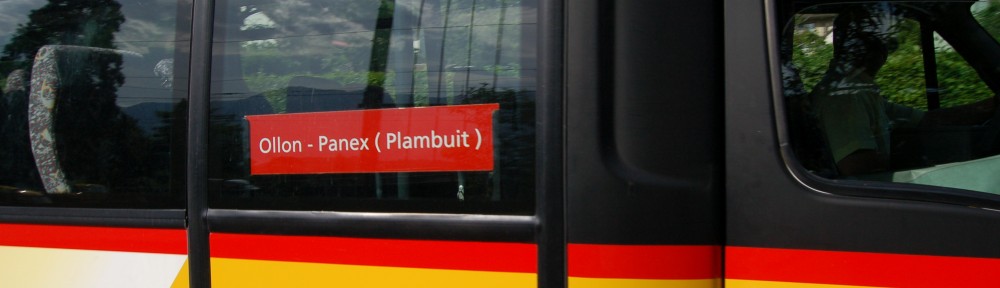 Ollon - Panex ( Plambuit )